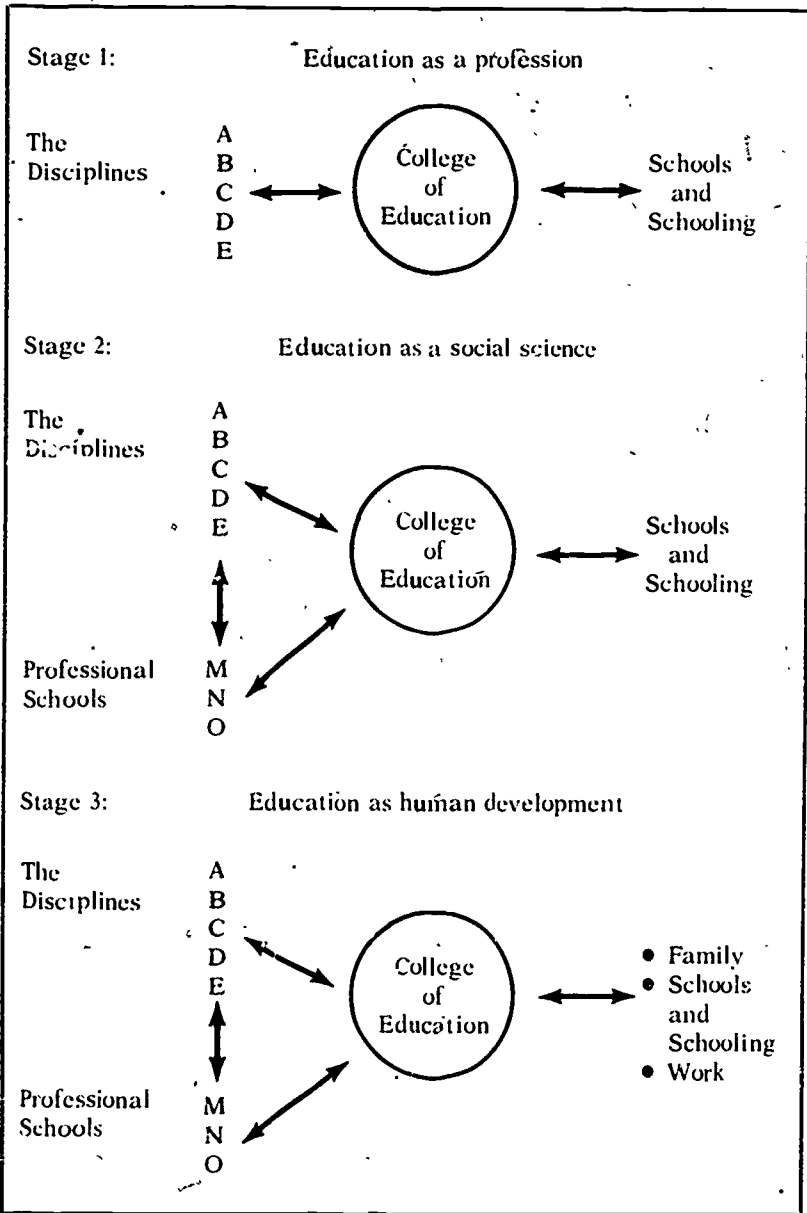 Stage 1: Education as a profession
The
Disciplines
A
B
C
D
E
College
of
Education
Schools
and
Schooling
Stage 2: Education as a social science
The
Disciplines
A
B
C
D
E
College
of
Education
Schools
and
Schooling
Professional
Schools
M
N
O
Stage 3: Education as human development
The
Disciplines
A
B
C
D
E
College
of
Education
• Family
• Schools
and
Schooling
• Work
Professional
Schools
M
N
O